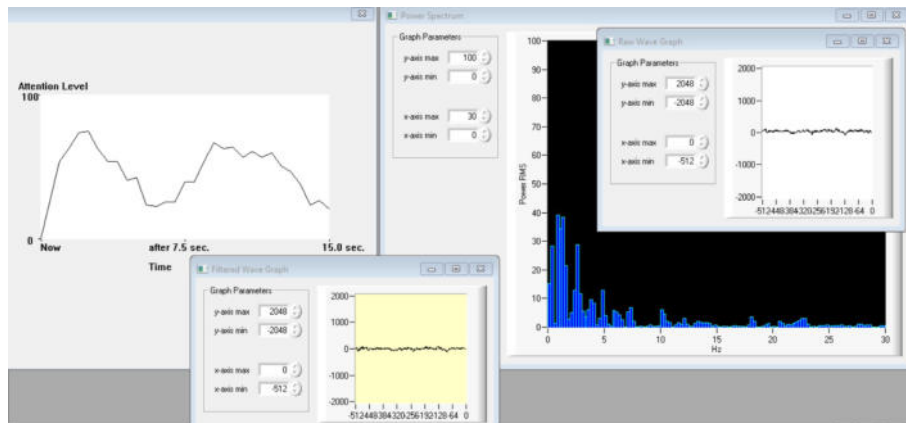 Attention Level
100
0
Now
after 7.5 sec.
15.0 sec.
Time
Power Spectrum
Graph Parameters
y-axis max 100
y-axis min 0
x-axis max 30
x-axis min 0
Power RMS
100
90
80
70
60
50
40
30
20
10
0
0 5 10 15 20 25 30
Hz
Raw Wave Graph
Graph Parameters
y-axis max 2048
y-axis min -2048
x-axis max 0
x-axis min -512
2000
1000
0
-1000
-2000
-512448384320256192128-64 0
Filtered Wave Graph
Graph Parameters
y-axis max 2048
y-axis min -2048
x-axis max 0
x-axis min -512
2000
1000
0
-1000
-2000
-512448384320256192128-64 0